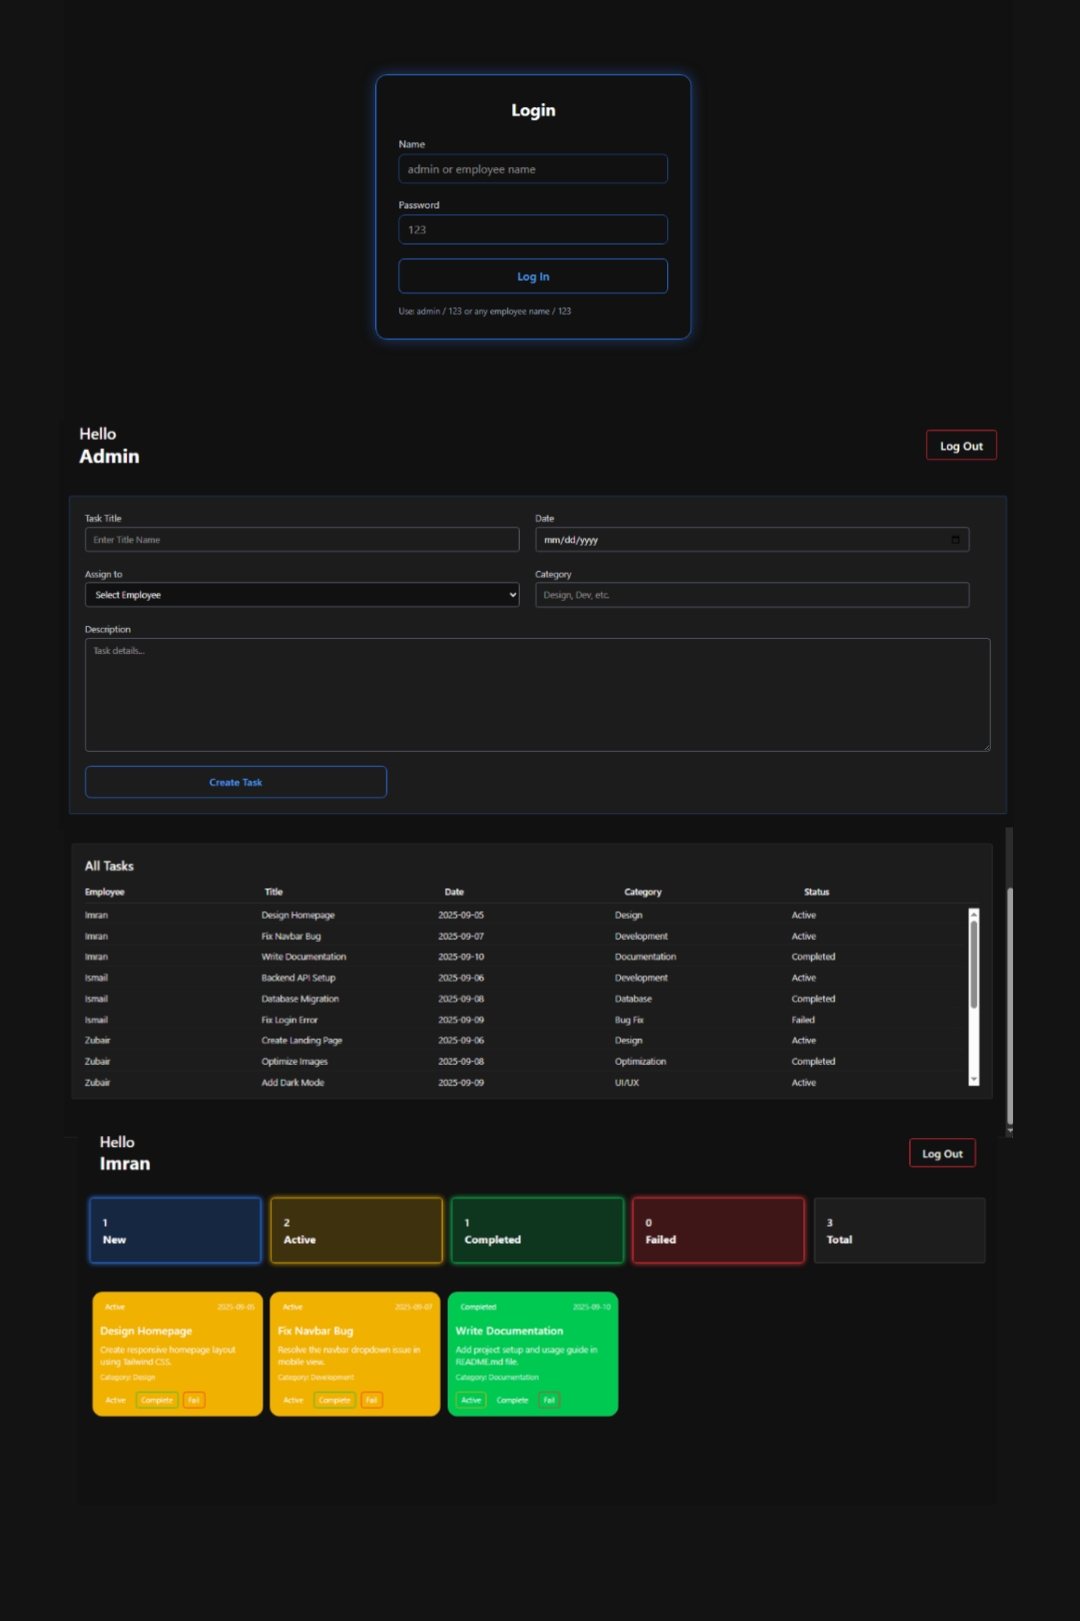 Login
Name
admin or employee name
Password
123
Log In
Use: admin / 123 or any employee name / 123
Hello
Admin
Log Out
Task Title
Date
Enter Title Name
mm/dd/yyyy
Assign to
Category
Select Employee
Design, Dev, etc.
Description
Task details...
Create Task
All Tasks
Employee Title Date Category Status
Imran Design Homepage 2025-09-05 Design Active
Imran Fix Navbar Bug 2025-09-07 Development Active
Imran Write Documentation 2025-09-10 Documentation Completed
Ismail Backend API Setup 2025-09-06 Development Active
Ismail Database Migration 2025-09-08 Database Completed
Ismail Fix Login Error 2025-09-09 Bug Fix Failed
Zubair Create Landing Page 2025-09-06 Design Active
Zubair Optimize Images 2025-09-08 Optimization Completed
Zubair Add Dark Mode 2025-09-09 UI/UX Active
Hello
Imran
Log Out
1
New
2
Active
1
Completed
0
Failed
3
Total
Active 2025-09-05
Design Homepage
Create responsive homepage layout
using Tailwind CSS.
Category: Design
Active Complete Fail
Active 2025-09-07
Fix Navbar Bug
Resolve the navbar dropdown issue in
mobile view.
Category: Development
Active Complete Fail
Completed 2025-09-10
Write Documentation
Add project setup and usage guide in
README.md file.
Category: Documentation
Active Complete Fail